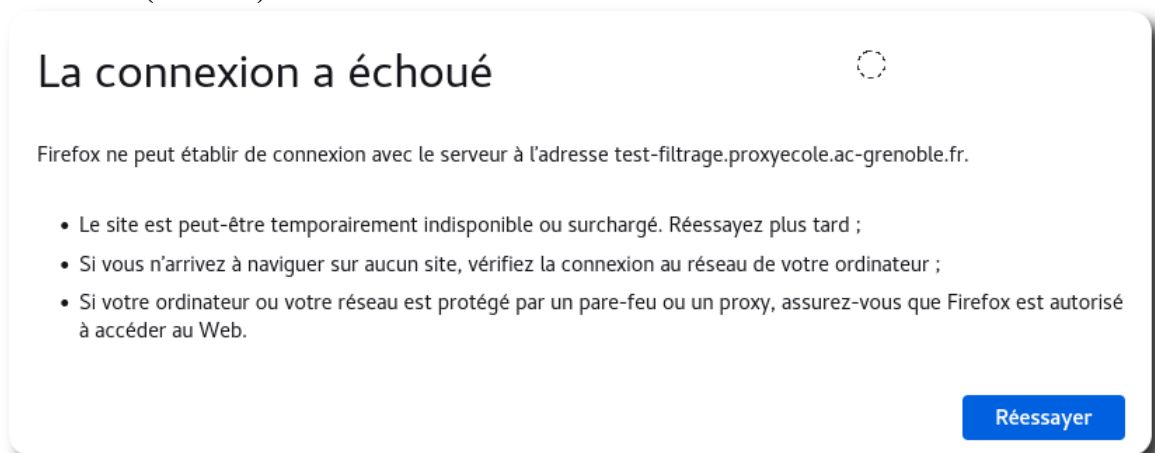 La connexion a échoué
Firefox ne peut établir de connexion avec le serveur à l'adresse test-filtrage.proxyecole.ac-grenoble.fr.
• Le site est peut-être temporairement indisponible ou surchargé. Réessayez plus tard ;
• Si vous n'arrivez à naviguer sur aucun site, vérifiez la connexion au réseau de votre ordinateur ;
• Si votre ordinateur ou votre réseau est protégé par un pare-feu ou un proxy, assurez-vous que Firefox est autorisé
à accéder au Web.
Réessayer